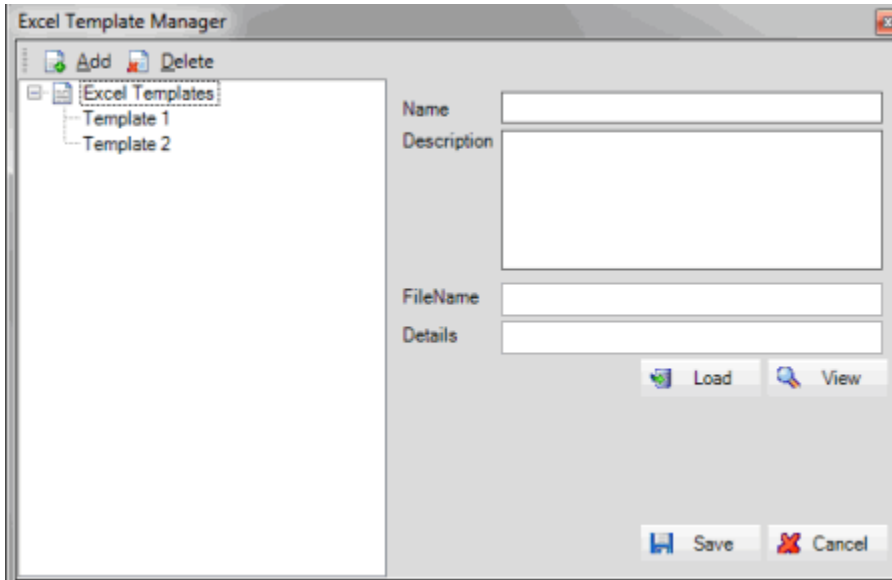 Excel Template Manager
Add Delete
Excel Templates
Template 1
Template 2
Name
Description
FileName
Details
Load View
Save Cancel